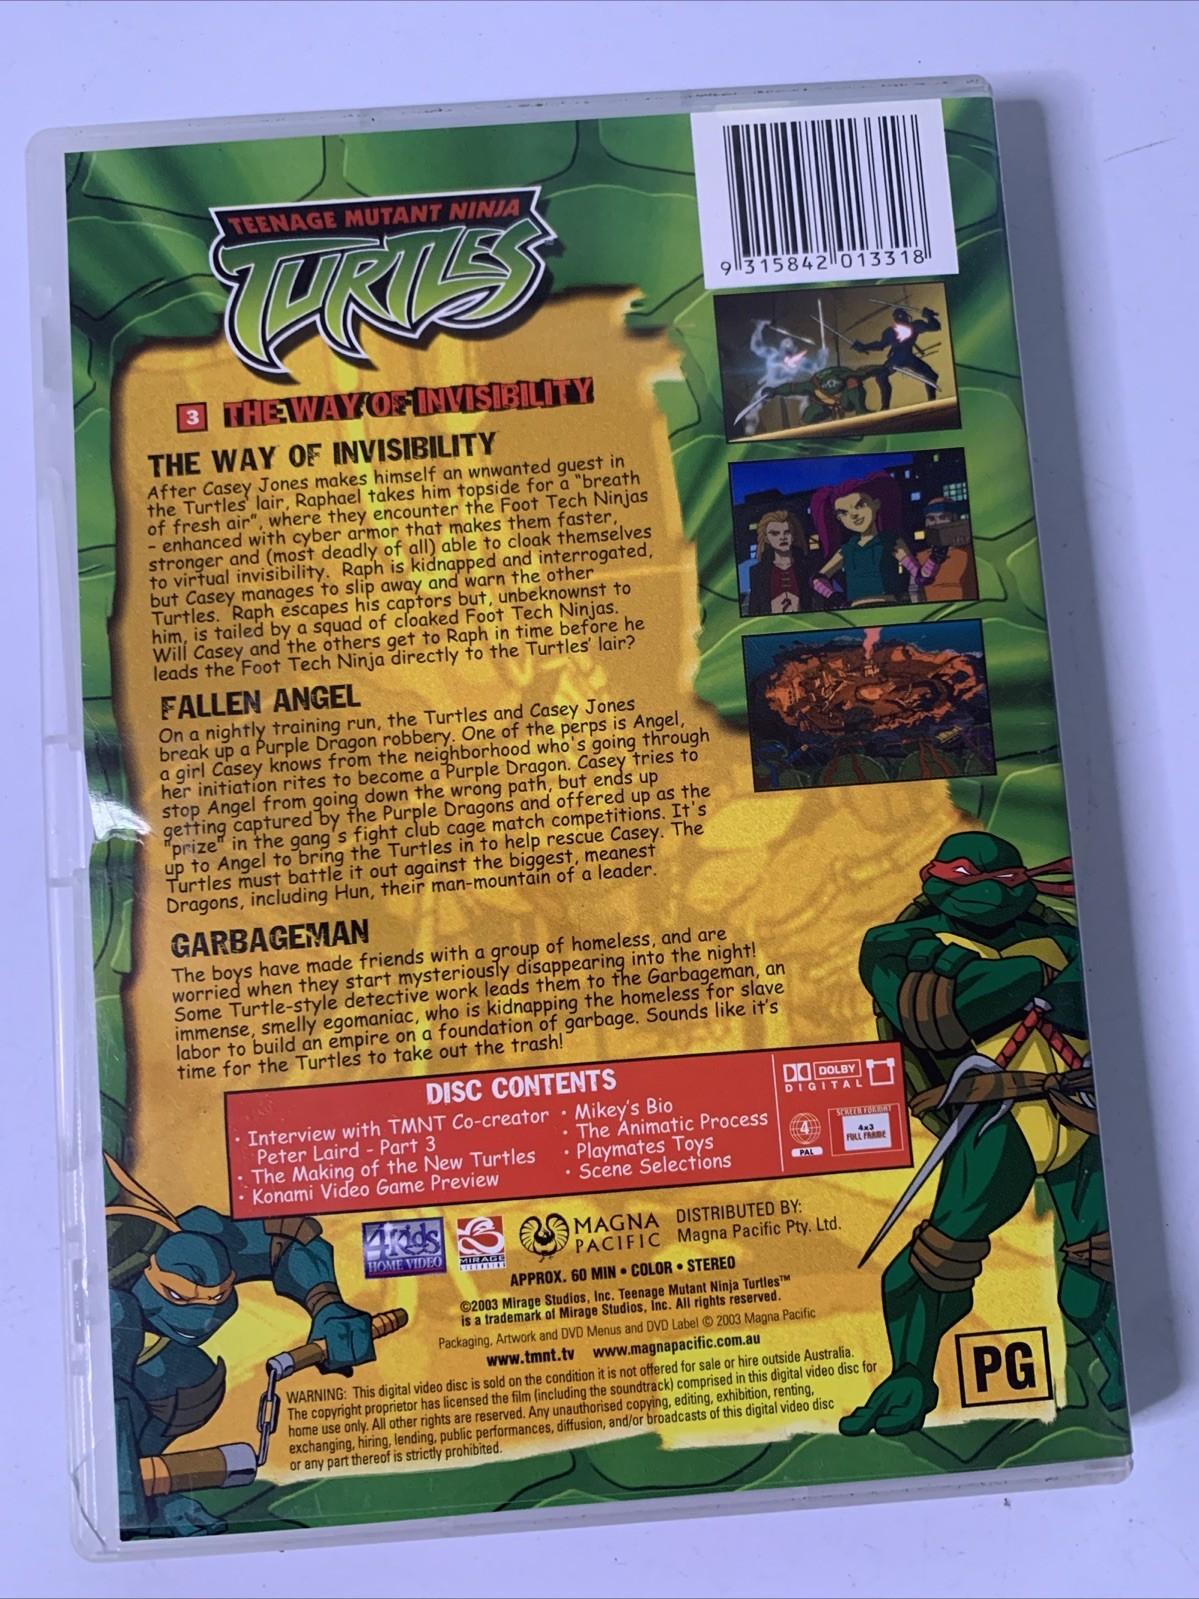 TEENAGE MUTANT NINJA
TURTLES
9 315842 013318
3 THE WAY OF INVISIBILITY
THE WAY OF INVISIBILITY
After Casey Jones makes himself an wnwanted guest in
the Turtles' lair, Raphael takes him topside for a "breath
of fresh air", where they encounter the Foot Tech Ninjas
- enhanced with cyber armor that makes them faster,
stronger and (most deadly of all) able to cloak themselves
to virtual invisibility. Raph is kidnapped and interrogated,
but Casey manages to slip away and warn the other
Turtles. Raph escapes his captors but, unbeknownst to
him, is tailed by a squad of cloaked Foot Tech Ninjas.
Will Casey and the others get to Raph in time before he
leads the Foot Tech Ninja directly to the Turtles' lair?
FALLEN ANGEL
On a nightly training run, the Turtles and Casey Jones
break up a Purple Dragon robbery. One of the perps is Angel,
a girl Casey knows from the neighborhood who's going through
her initiation rites to become a Purple Dragon. Casey tries to
stop Angel from going down the wrong path, but ends up
getting captured by the Purple Dragons and offered up as the
"prize" in the gang's fight club cage match competitions. It's
up to Angel to bring the Turtles in to help rescue Casey. The
Turtles must battle it out against the biggest, meanest
Dragons, including Hun, their man-mountain of a leader.
GARBAGEMAN
The boys have made friends with a group of homeless, and are
worried when they start mysteriously disappearing into the night!
Some Turtle-style detective work leads them to the Garbageman, an
immense, smelly egomaniac, who is kidnapping the homeless for slave
labor to build an empire on a foundation of garbage. Sounds like it's
time for the Turtles to take out the trash!
DISC CONTENTS
• Interview with TMNT Co-creator
Peter Laird - Part 3
• The Making of the New Turtles
• Konami Video Game Preview
• Mikey's Bio
• The Animatic Process
• Playmates Toys
• Scene Selections
DOLBY
DIGITAL
4
PAL
SCREEN FORMAT
4x3
FULL FRAME
4Kids
HOME VIDEO
MIRAGE
LICENSING
MAGNA
PACIFIC
DISTRIBUTED BY:
Magna Pacific Pty. Ltd.
APPROX. 60 MIN • COLOR • STEREO
©2003 Mirage Studios, Inc. Teenage Mutant Ninja Turtles™
is a trademark of Mirage Studios, Inc. All rights reserved.
Packaging, Artwork and DVD Menus and DVD Label © 2003 Magna Pacific
www.tmnt.tv www.magnapacific.com.au
WARNING: This digital video disc is sold on the condition it is not offered for sale or hire outside Australia.
The copyright proprietor has licensed the film (including the soundtrack) comprised in this digital video disc for
home use only. All other rights are reserved. Any unauthorised copying, editing, exhibition, renting,
exchanging, hiring, lending, public performances, diffusion, and/or broadcasts of this digital video disc
or any part thereof is strictly prohibited.
PG